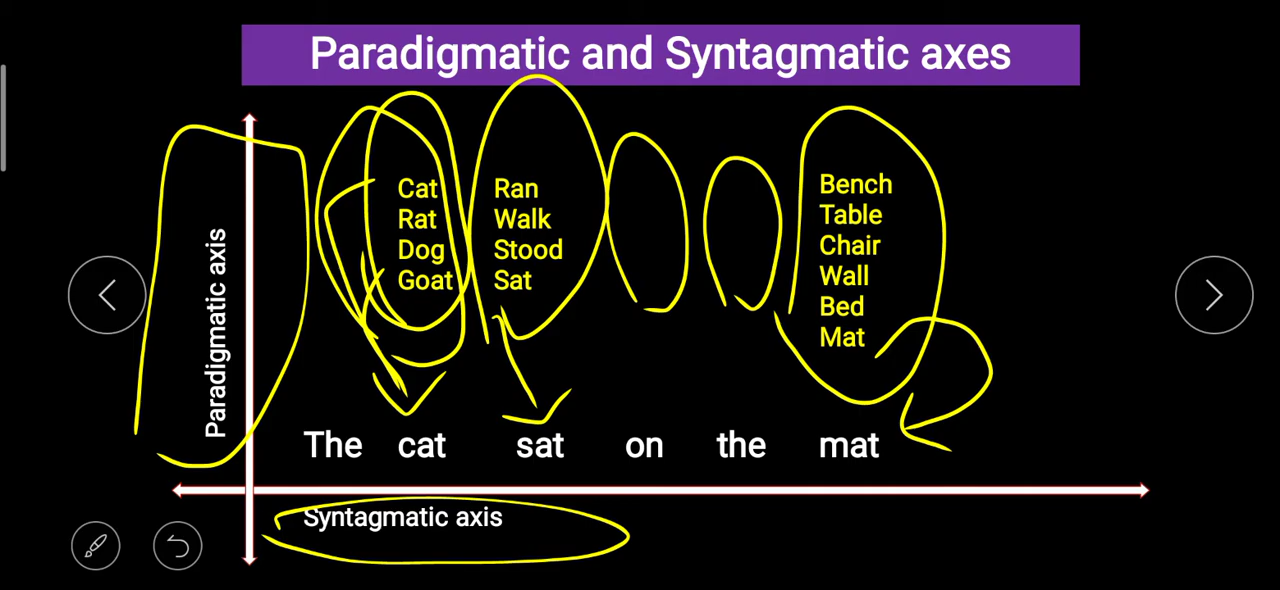 Paradigmatic and Syntagmatic axes
Paradigmatic axis
Cat
Rat
Dog
Goat
Ran
Walk
Stood
Sat
Bench
Table
Chair
Wall
Bed
Mat
The cat sat on the mat
Syntagmatic axis